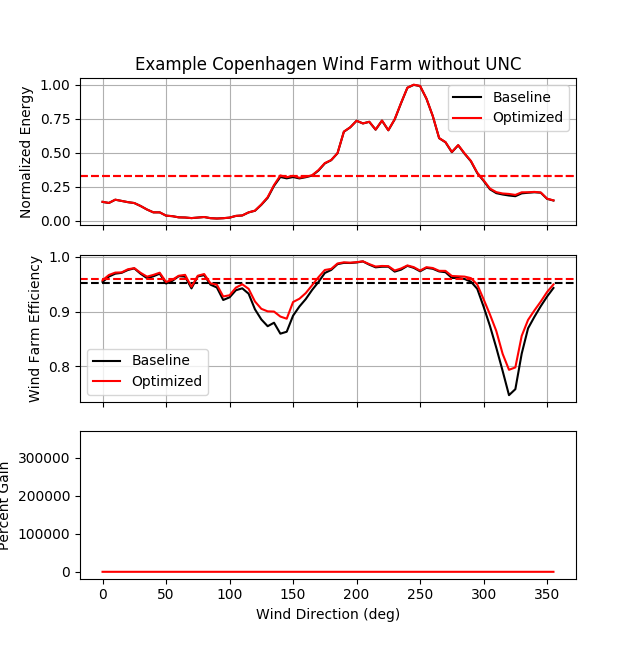 Example Copenhagen Wind Farm without UNC
Normalized Energy
1.00
0.75
0.50
0.25
0.00
Baseline
Optimized
Wind Farm Efficiency
1.0
0.9
0.8
Baseline
Optimized
Percent Gain
300000
200000
100000
0
0 50 100 150 200 250 300 350
Wind Direction (deg)